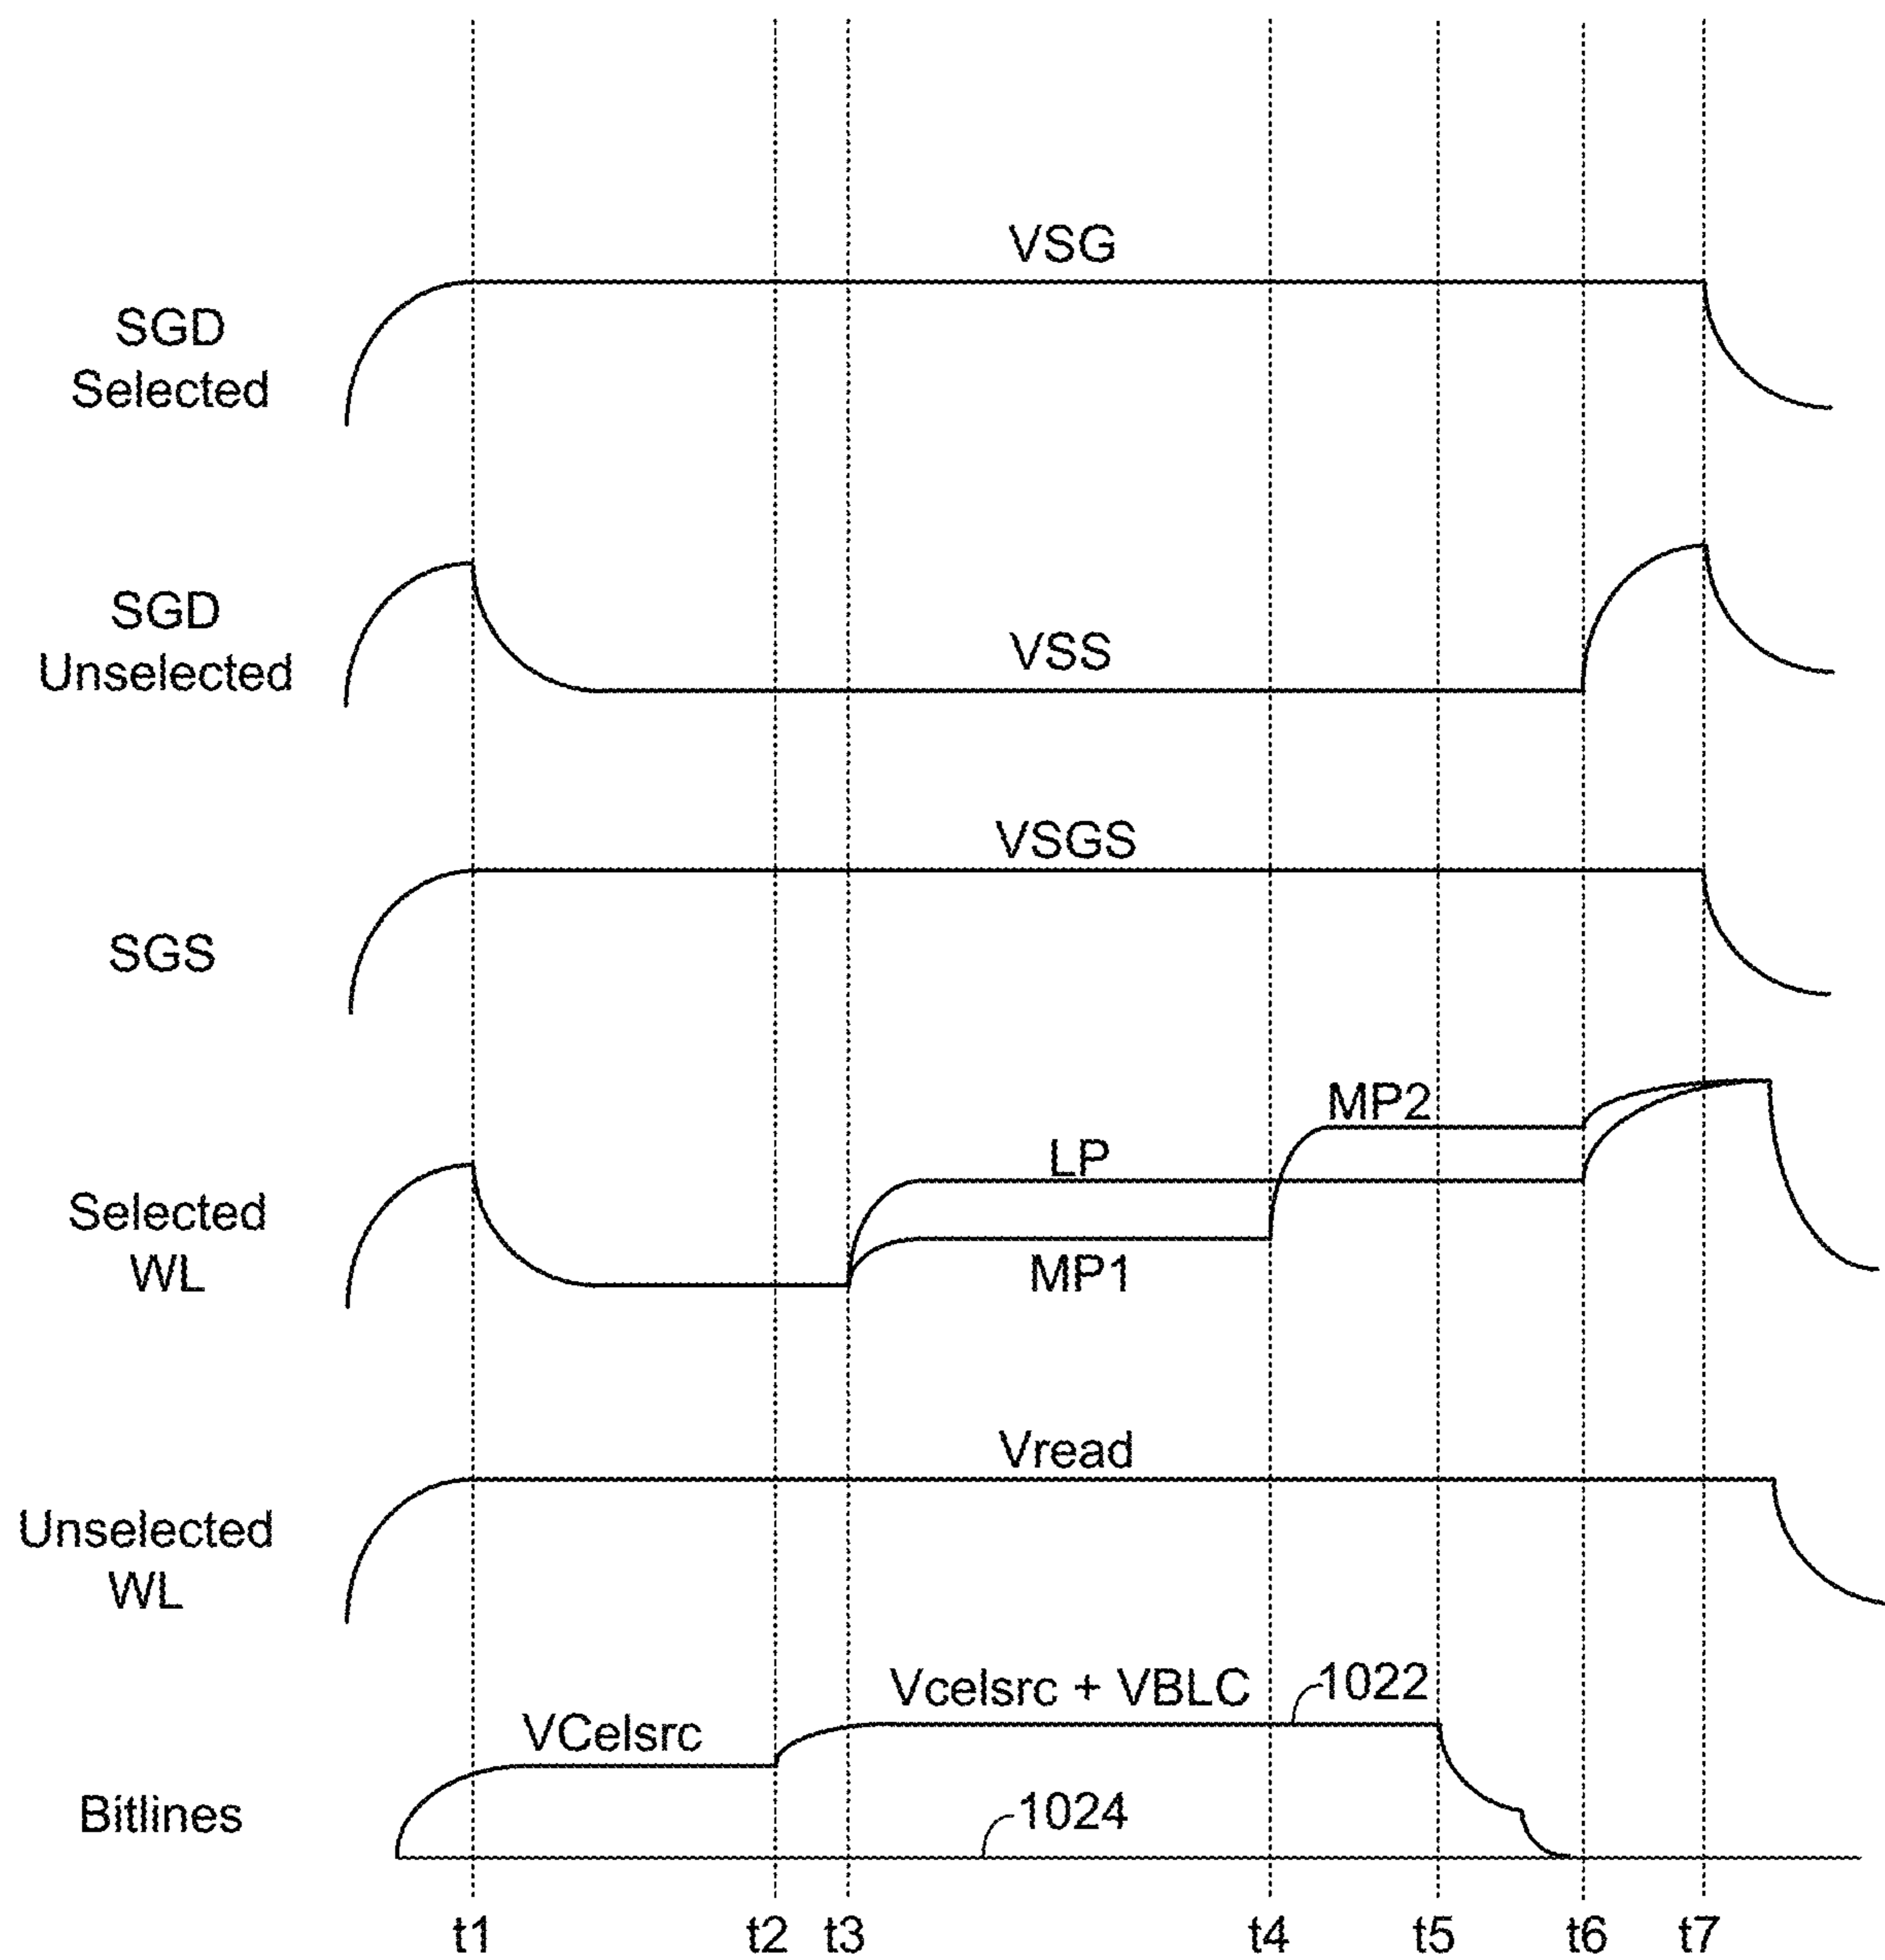 VSG
SGD
Selected
SGD
Unselected
VSS
VSGS
SGS
MP2
LP
Selected
WL
MP1
Vread
Unselected
WL
Vcelsrc + VBLC
1022
VCelsrc
1024
Bitlines
t1
t2
t3
t4
t5
t6
t7